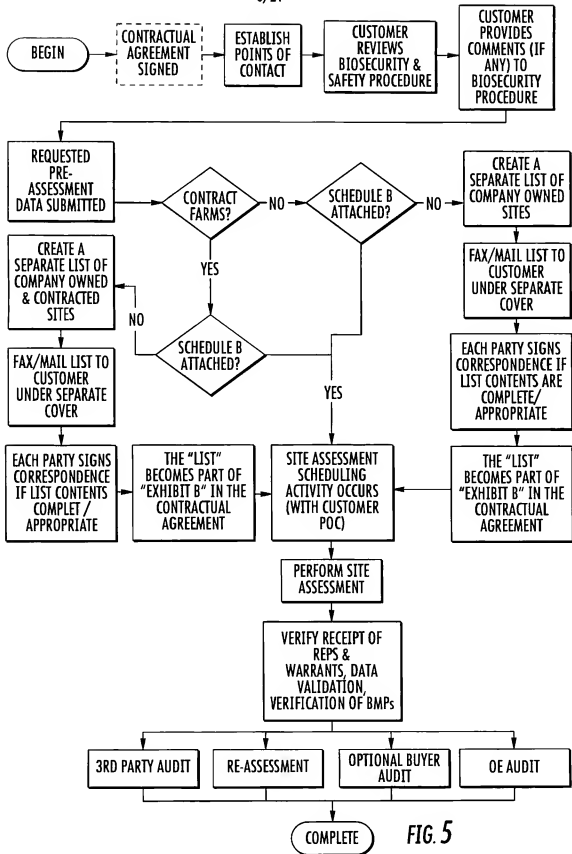 BEGIN
CONTRACTUAL
AGREEMENT
SIGNED
ESTABLISH
POINTS OF
CONTACT
CUSTOMER
REVIEWS
BIOSECURITY &
SAFETY PROCEDURE
CUSTOMER
PROVIDES
COMMENTS (IF
ANY) TO
BIOSECURITY
PROCEDURE
REQUESTED
PRE-
ASSESSMENT
DATA SUBMITTED
CONTRACT
FARMS?
NO
SCHEDULE B
ATTACHED?
NO
CREATE A
SEPARATE LIST OF
COMPANY OWNED
SITES
YES
CREATE A
SEPARATE LIST OF
COMPANY OWNED
& CONTRACTED
SITES
NO
SCHEDULE B
ATTACHED?
YES
FAX/MAIL LIST TO
CUSTOMER
UNDER SEPARATE
COVER
FAX/MAIL LIST TO
CUSTOMER
UNDER SEPARATE
COVER
EACH PARTY SIGNS
CORRESPONDENCE IF
LIST CONTENTS ARE
COMPLETE/
APPROPRIATE
EACH PARTY SIGNS
CORRESPONDENCE
IF LIST CONTENTS
COMPLET /
APPROPRIATE
THE "LIST"
BECOMES PART OF
"EXHIBIT B" IN THE
CONTRACTUAL
AGREEMENT
SITE ASSESSMENT
SCHEDULING
ACTIVITY OCCURS
(WITH CUSTOMER
POC)
THE "LIST"
BECOMES PART OF
"EXHIBIT B" IN THE
CONTRACTUAL
AGREEMENT
PERFORM SITE
ASSESSMENT
VERIFY RECEIPT OF
REPS &
WARRANTS, DATA
VALIDATION,
VERIFICATION OF BMPs
3RD PARTY AUDIT
RE-ASSESSMENT
OPTIONAL BUYER
AUDIT
OE AUDIT
COMPLETE
FIG. 5